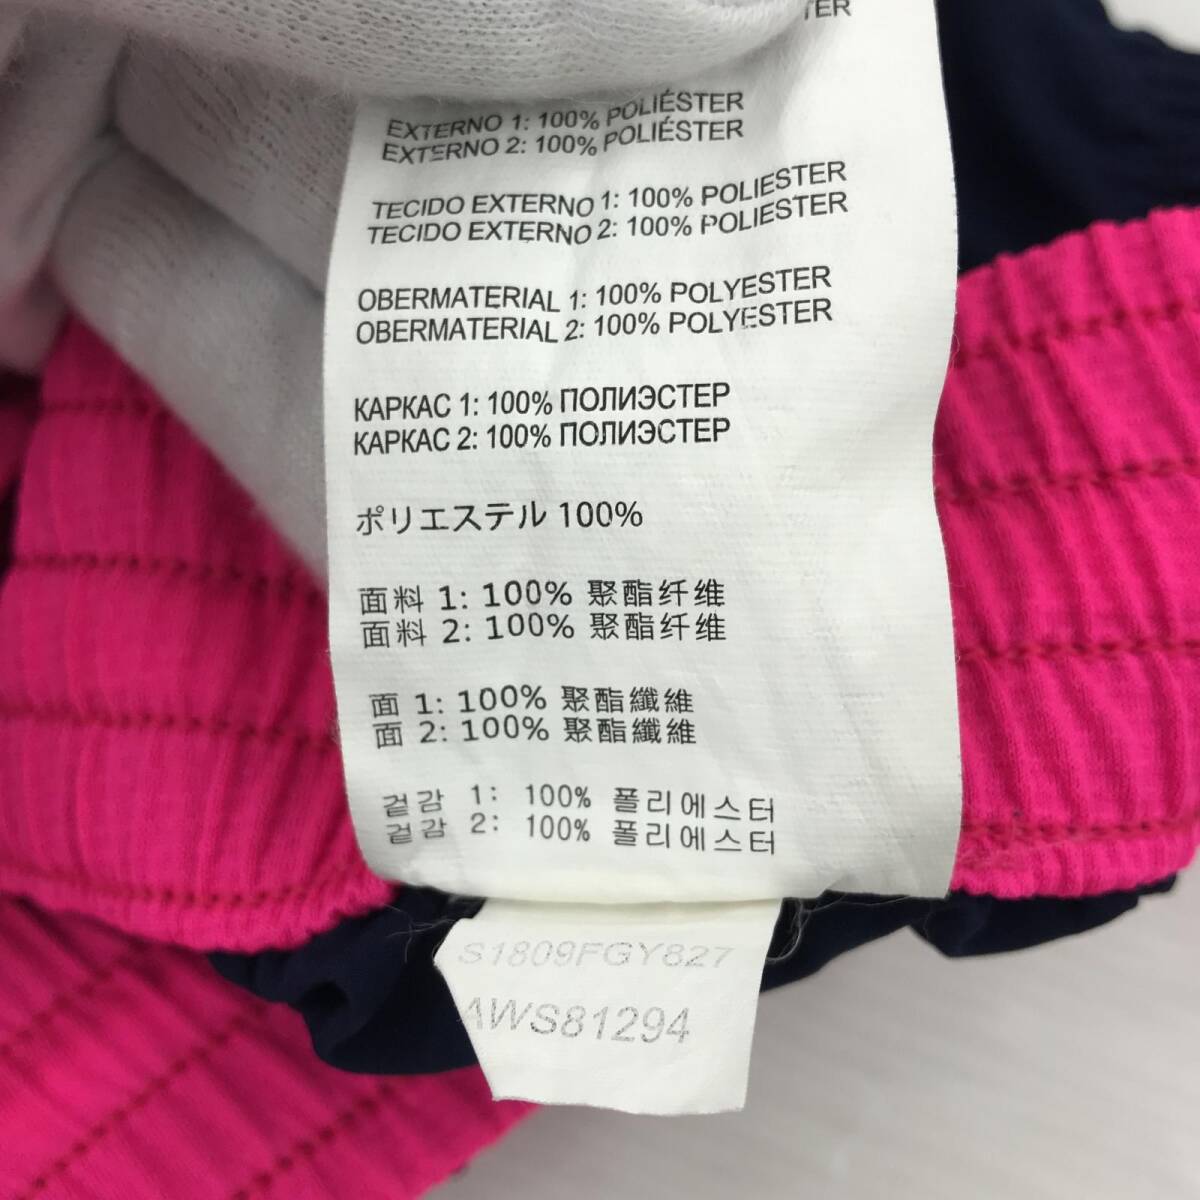 EXTERNO 1: 100% POLIÉSTER
EXTERNO 2: 100% POLIÉSTER
TECIDO EXTERNO 1: 100% POLIESTER
TECIDO EXTERNO 2: 100% POLIESTER
OBERMATERIAL 1: 100% POLYESTER
OBERMATERIAL 2: 100% POLYESTER
КАРКАС 1: 100% ПОЛИЭСТЕР
КАРКАС 2: 100% ПОЛИЭСТЕР
ポリエステル 100%
面料 1: 100% 聚酯纤维
面料 2: 100% 聚酯纤维
面 1: 100% 聚酯纖維
面 2: 100% 聚酯纖維
겉감 1: 100% 폴리에스터
겉감 2: 100% 폴리에스터
S1809FGY827
AWS81294